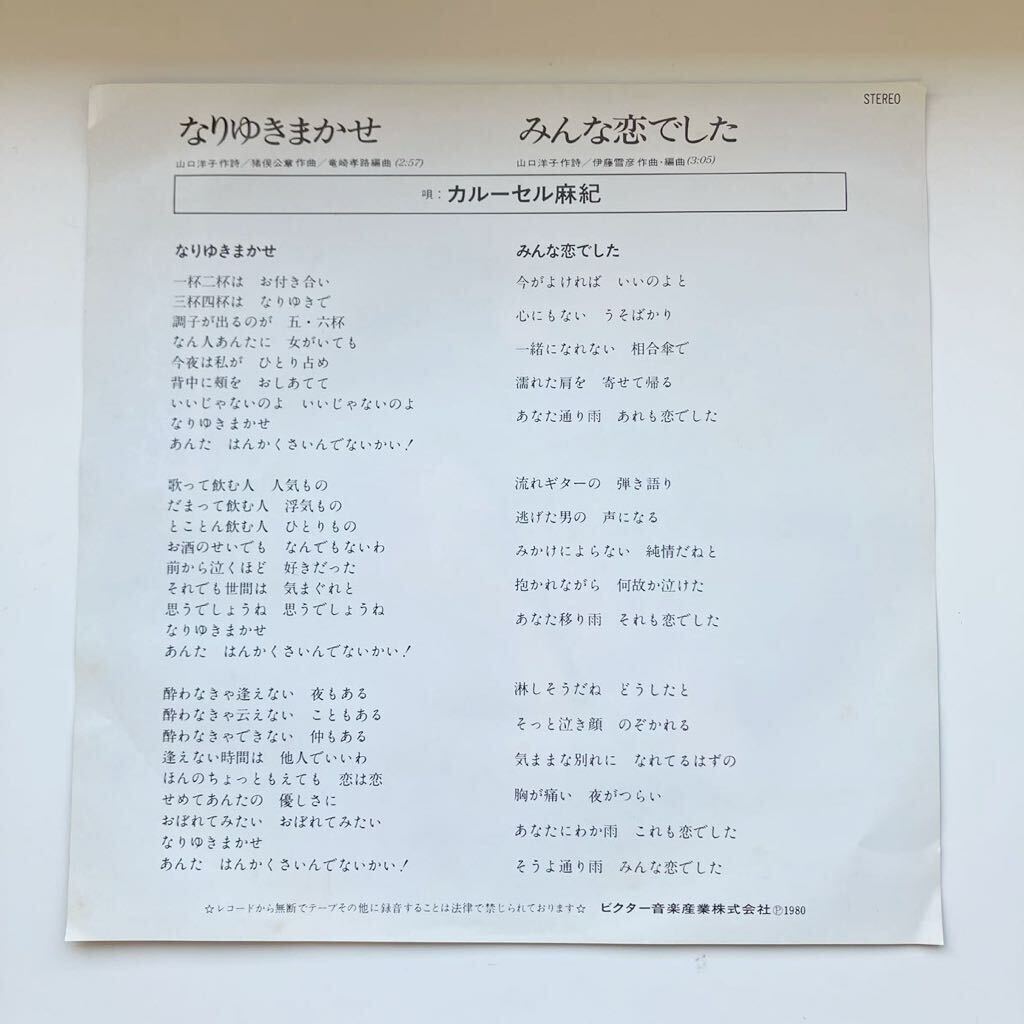 STEREO
なりゆきまかせ
山口洋子作詩／猪俣公章作曲／竜崎孝路編曲(2:57)
みんな恋でした
山口洋子作詩／伊藤雪彦作曲・編曲(3:05)
唄：カルーセル麻紀
なりゆきまかせ
一杯二杯は　お付き合い
三杯四杯は　なりゆきで
調子が出るのが　五・六杯
なん人あんたに　女がいても
今夜は私が　ひとり占め
背中に頬を　おしあてて
いいじゃないのよ　いいじゃないのよ
なりゆきまかせ
あんた　はんかくさいんでないかい！
歌って飲む人　人気もの
だまって飲む人　浮気もの
とことん飲む人　ひとりもの
お酒のせいでも　なんでもないわ
前から泣くほど　好きだった
それでも世間は　気まぐれと
思うでしょうね　思うでしょうね
なりゆきまかせ
あんた　はんかくさいんでないかい！
酔わなきゃ逢えない　夜もある
酔わなきゃ云えない　こともある
酔わなきゃできない　仲もある
逢えない時間は　他人でいいわ
ほんのちょっともえても　恋は恋
せめてあんたの　優しさに
おぼれてみたい　おぼれてみたい
なりゆきまかせ
あんた　はんかくさいんでないかい！
みんな恋でした
今がよければ　いいのよと
心にもない　うそばかり
一緒になれない　相合傘で
濡れた肩を　寄せて帰る
あなた通り雨　あれも恋でした
流れギターの　弾き語り
逃げた男の　声になる
みかけによらない　純情だねと
抱かれながら　何故か泣けた
あなた移り雨　それも恋でした
淋しそうだね　どうしたと
そっと泣き顔　のぞかれる
気ままな別れに　なれてるはずの
胸が痛い　夜がつらい
あなたにわか雨　これも恋でした
そうよ通り雨　みんな恋でした
☆レコードから無断でテープその他に録音することは法律で禁じられております☆　ビクター音楽産業株式会社Ⓟ1980